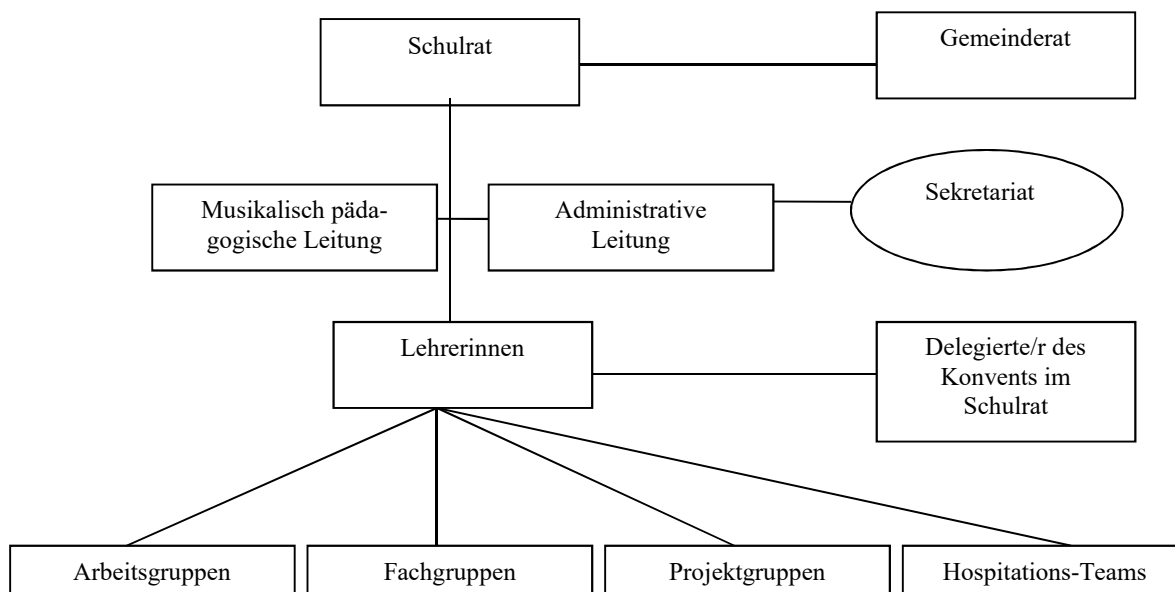 Schulrat
Gemeinderat
Musikalisch päda-
gogische Leitung
Administrative
Leitung
Sekretariat
Lehrerinnen
Delegierte/r des
Konvents im
Schulrat
Arbeitsgruppen
Fachgruppen
Projektgruppen
Hospitations-Teams